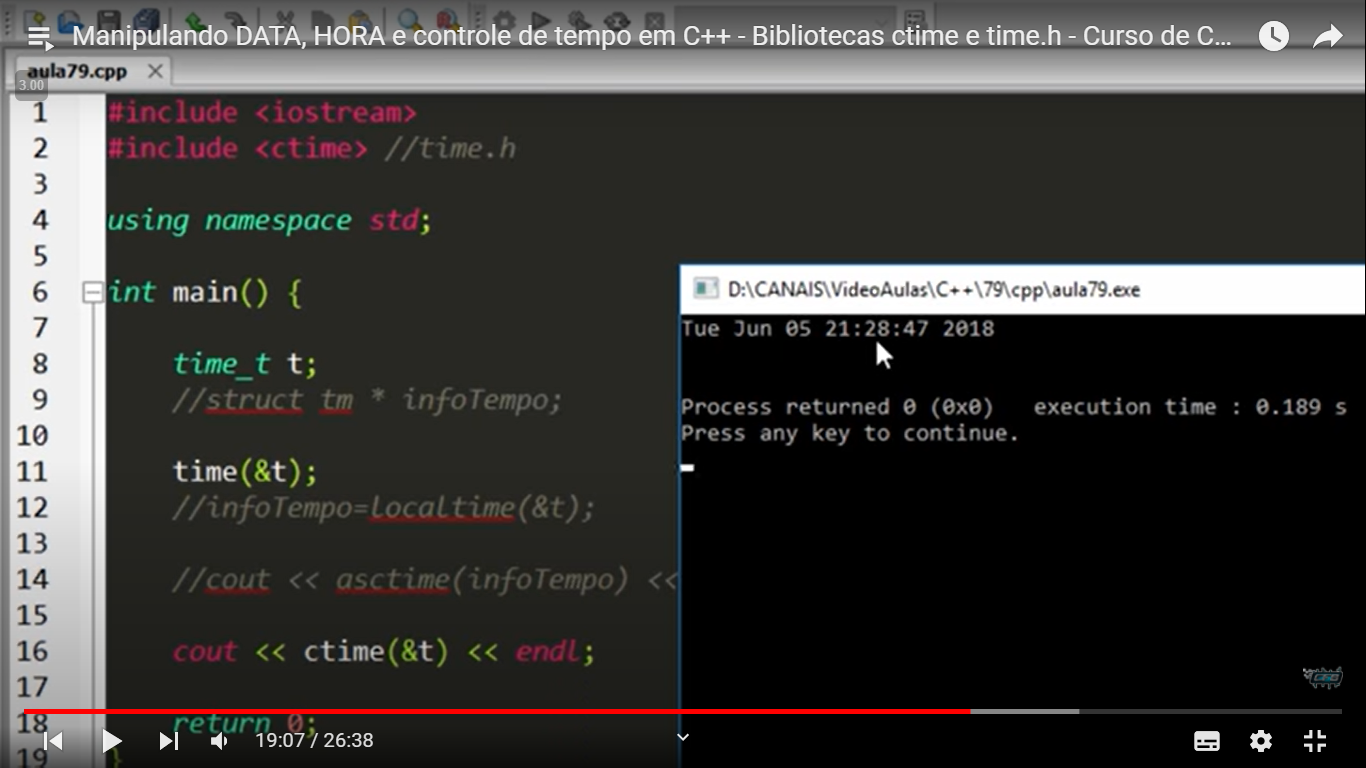 Manipulando DATA, HORA e controle de tempo em C++ - Bibliotecas ctime e time.h - Curso de C...
aula79.cpp
3.00
1 #include <iostream>
2 #include <ctime> //time.h
3
4 using namespace std;
5
6 int main() {
7
8 time_t t;
9 //struct tm * infoTempo;
10
11 time(&t);
12 //infoTempo=localtime(&t);
13
14 //cout << asctime(infoTempo) <<
15
16 cout << ctime(&t) << endl;
17
18 return 0;
19 }
D:\CANAIS\VideoAulas\C++\79\cpp\aula79.exe
Tue Jun 05 21:28:47 2018
Process returned 0 (0x0) execution time : 0.189 s
Press any key to continue.
19:07 / 26:38